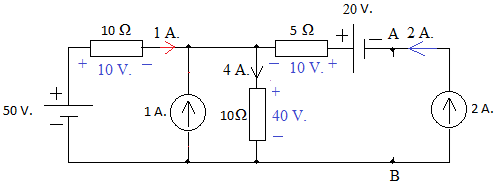 20 V.
10 Ω 1 A. 5 Ω + − A 2 A.
+ 10 V. − 4 A. − 10 V. +
50 V. + − 1 A. 10Ω + 40 V. − 2 A.
B